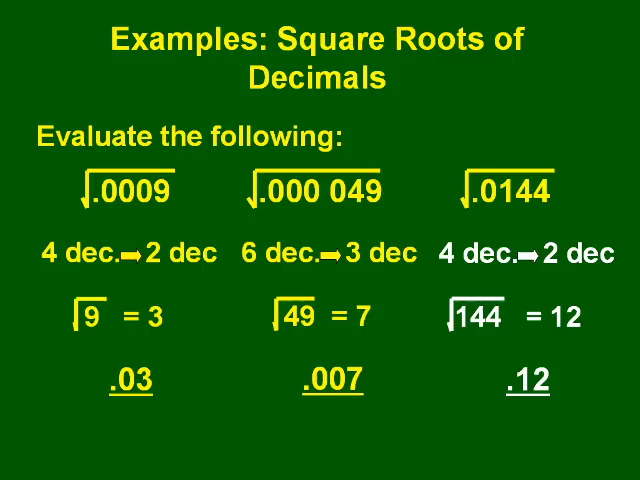 Examples: Square Roots of
Decimals
Evaluate the following:
√.0009 √.000 049 √.0144
4 dec.➡2 dec 6 dec.➡3 dec 4 dec.➡2 dec
√9 = 3 √49 = 7 √144 = 12
.03 .007 .12